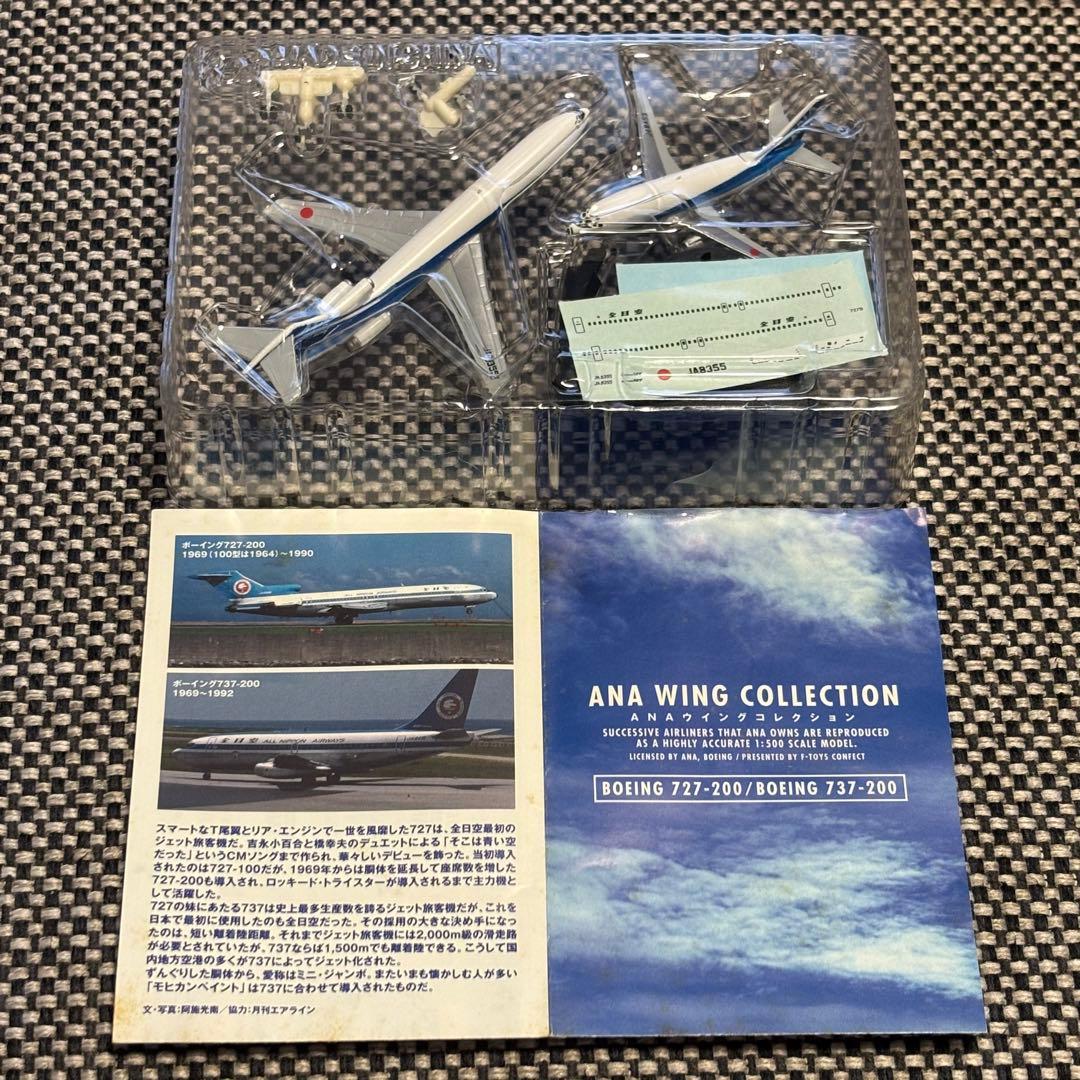 MADE IN CHINA
JA8355
全日空
7279
全日空
JA8355
JA8355
JA8355
ボーイング727-200
1969(100型は1964)〜1990
全日空 ALL NIPPON AIRWAYS
ボーイング737-200
1969〜1992
全日空 ALL NIPPON AIRWAYS
スマートなT尾翼とリア・エンジンで一世を風靡した727は、全日空最初の
ジェット旅客機だ。吉永小百合と橋幸夫のデュエットによる「そこは青い空
だった」というCMソングまで作られ、華々しいデビューを飾った。当初導入
されたのは727-100だが、1969年からは胴体を延長して座席数を増した
727-200も導入され、ロッキード・トライスターが導入されるまで主力機と
して活躍した。
727の妹にあたる737は史上最多生産数を誇るジェット旅客機だが、これを
日本で最初に使用したのも全日空だった。その採用の大きな決め手になっ
たのは、短い離着陸距離。それまでジェット旅客機には2,000m級の滑走路
が必要とされていたが、737ならば1,500mでも離着陸できる。こうして国
内地方空港の多くが737によってジェット化された。
ずんぐりした胴体から、愛称はミニ・ジャンボ。またいまも懐かしむ人が多い
「モヒカンペイント」は737に合わせて導入されたものだ。
文・写真:阿施光南/協力:月刊エアライン
ANA WING COLLECTION
ANAウイングコレクション
SUCCESSIVE AIRLINERS THAT ANA OWNS ARE REPRODUCED
AS A HIGHLY ACCURATE 1:500 SCALE MODEL.
LICENSED BY ANA, BOEING / PRESENTED BY F-TOYS CONFECT
BOEING 727-200/BOEING 737-200